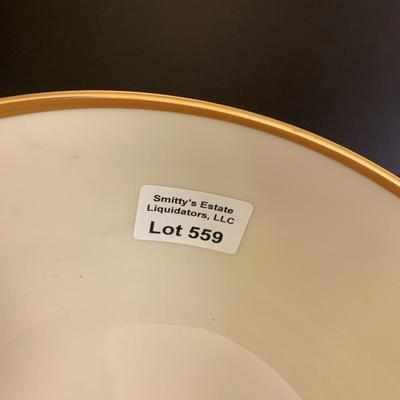 Smitty's Estate
Liquidators, LLC
Lot 559